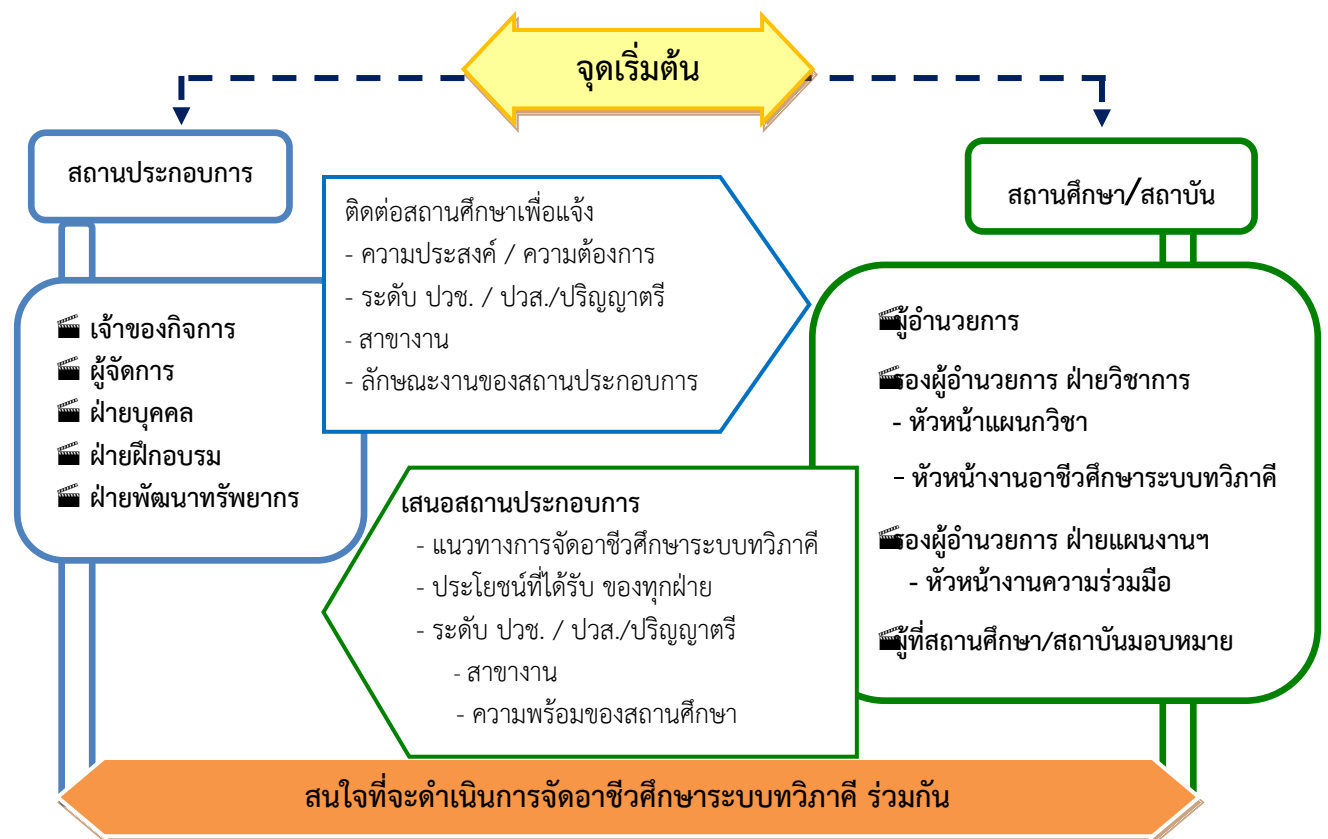 จุดเริ่มต้น
สถานประกอบการ
เจ้าของกิจการ
ผู้จัดการ
ฝ่ายบุคคล
ฝ่ายฝึกอบรม
ฝ่ายพัฒนาทรัพยากร
ติดต่อสถานศึกษาเพื่อแจ้ง
- ความประสงค์ / ความต้องการ
- ระดับ ปวช. / ปวส./ปริญญาตรี
- สาขางาน
- ลักษณะงานของสถานประกอบการ
สถานศึกษา/สถาบัน
ผู้อำนวยการ
รองผู้อำนวยการ ฝ่ายวิชาการ
- หัวหน้าแผนกวิชา
- หัวหน้างานอาชีวศึกษาระบบทวิภาคี
รองผู้อำนวยการ ฝ่ายแผนงานฯ
- หัวหน้างานความร่วมมือ
ผู้ที่สถานศึกษา/สถาบันมอบหมาย
เสนอสถานประกอบการ
- แนวทางการจัดอาชีวศึกษาระบบทวิภาคี
- ประโยชน์ที่ได้รับ ของทุกฝ่าย
- ระดับ ปวช. / ปวส./ปริญญาตรี
- สาขางาน
- ความพร้อมของสถานศึกษา
สนใจที่จะดำเนินการจัดอาชีวศึกษาระบบทวิภาคี ร่วมกัน